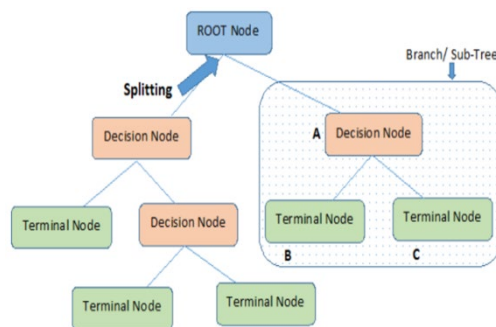 ROOT Node
Branch/ Sub-Tree
Splitting
A Decision Node
Decision Node
Terminal Node
Decision Node
Terminal Node
Terminal Node
B
C
Terminal Node
Terminal Node